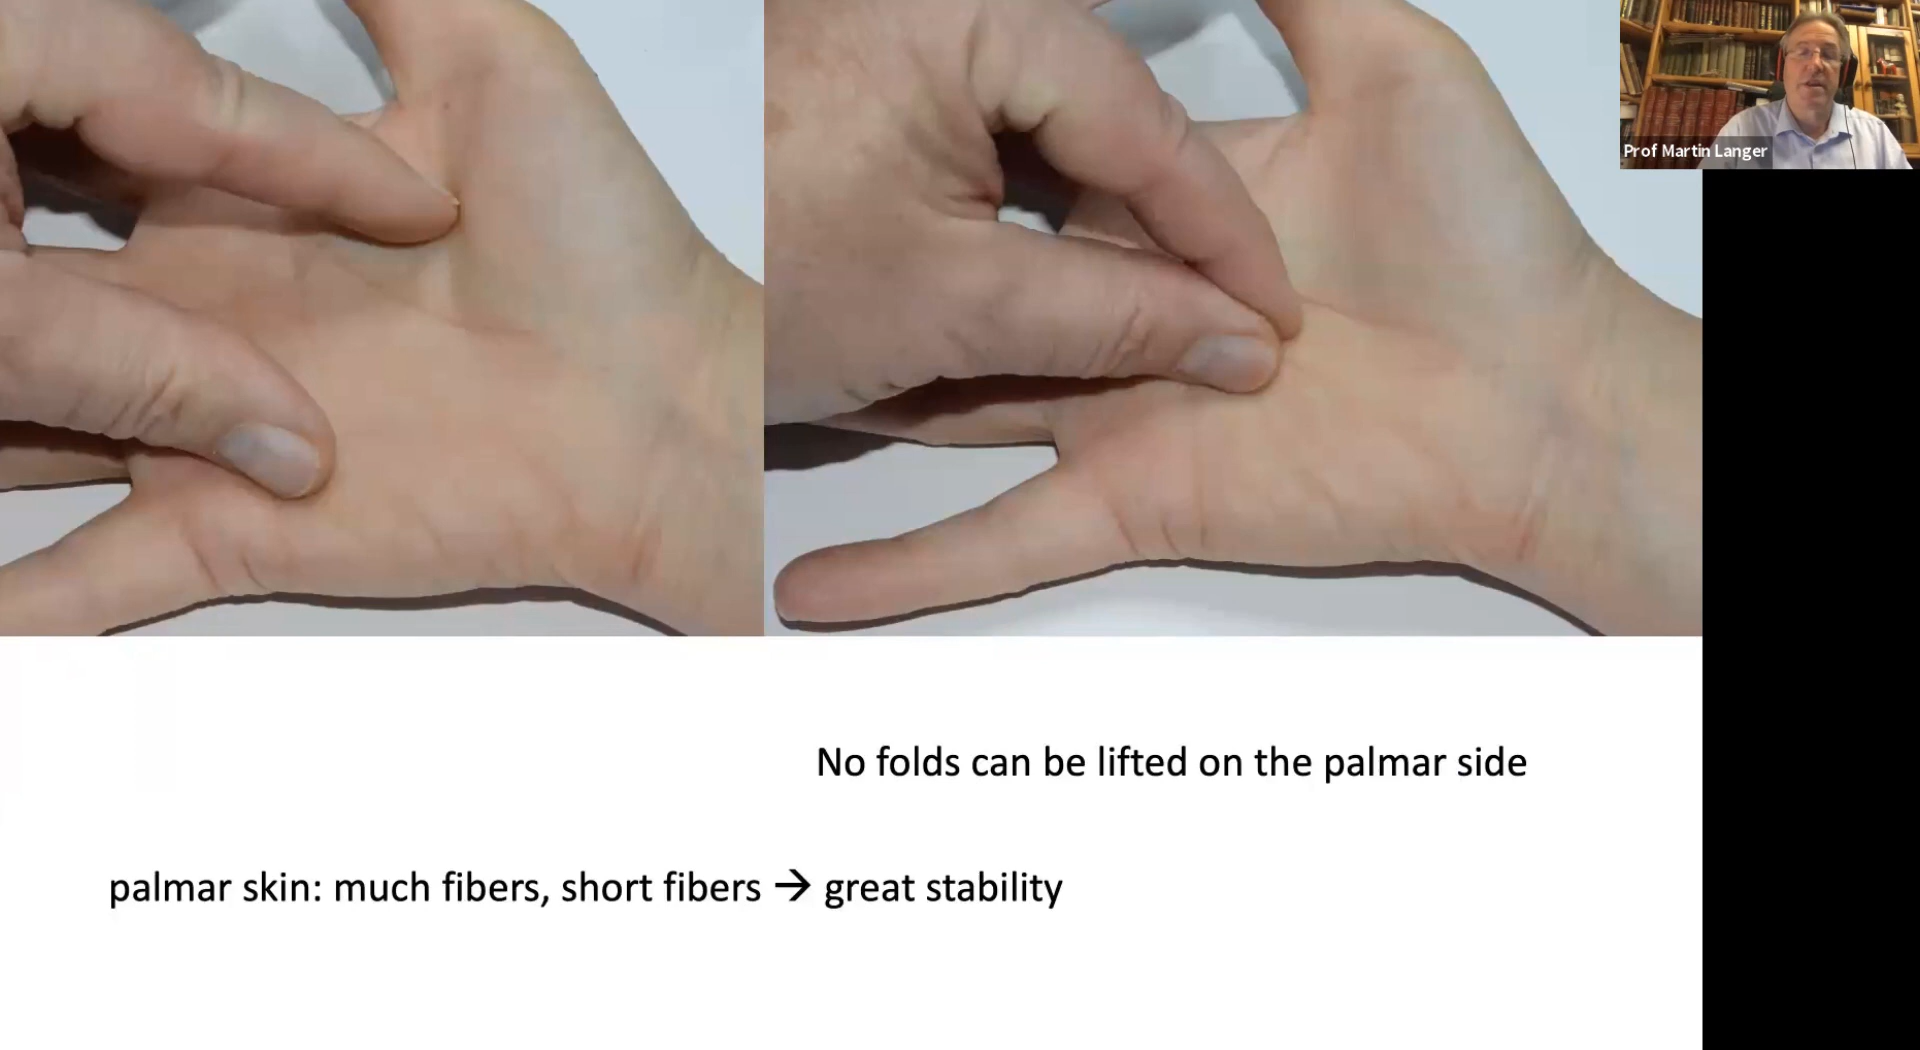 Prof Martin Langer
No folds can be lifted on the palmar side
palmar skin: much fibers, short fibers → great stability